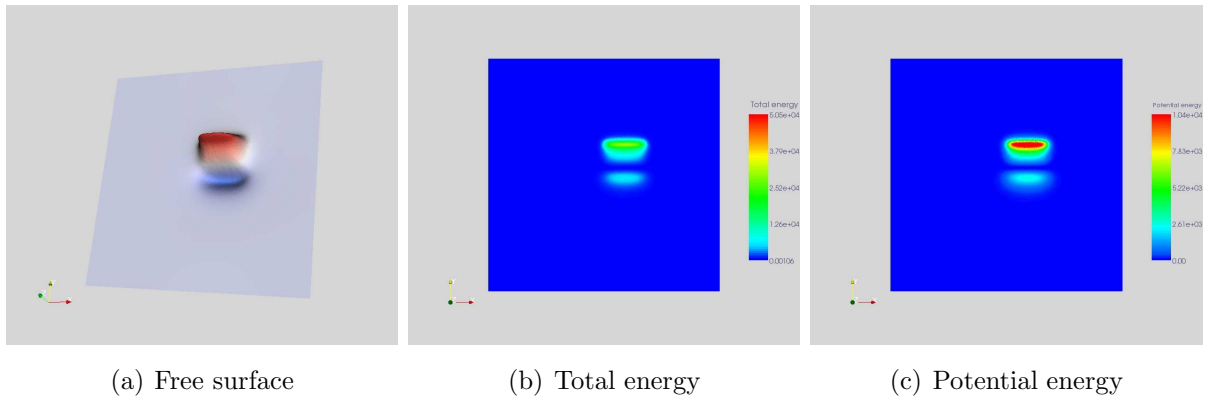 Total energy
5.05e+04
3.79e+04
2.52e+04
1.26e+04
0.00106
Potential energy
1.04e+04
7.83e+03
5.22e+03
2.61e+03
0.00
(a) Free surface
(b) Total energy
(c) Potential energy